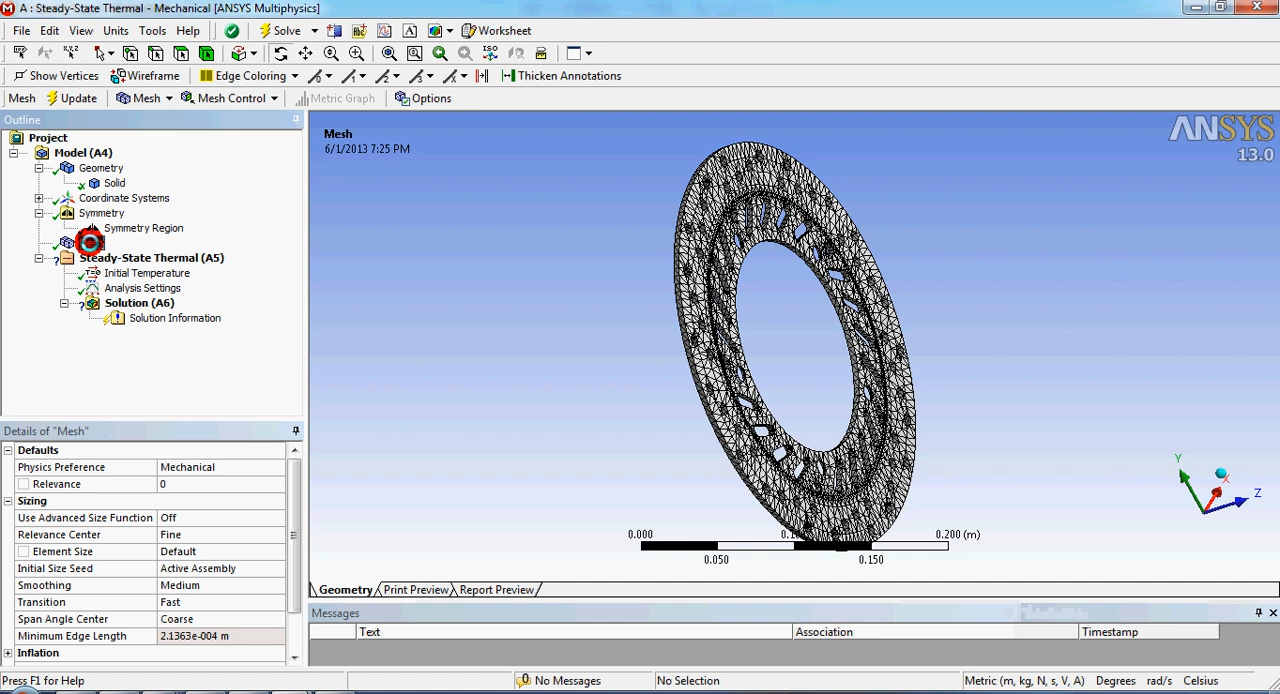 A : Steady-State Thermal - Mechanical [ANSYS Multiphysics]
File Edit View Units Tools Help Solve Worksheet
Show Vertices Wireframe Edge Coloring Thicken Annotations
Mesh Update Mesh Mesh Control Metric Graph Options
Outline
Project
Model (A4)
Geometry
Solid
Coordinate Systems
Symmetry
Symmetry Region
Steady-State Thermal (A5)
Initial Temperature
Analysis Settings
Solution (A6)
Solution Information
Details of "Mesh"
Defaults
Physics Preference Mechanical
Relevance 0
Sizing
Use Advanced Size Function Off
Relevance Center Fine
Element Size Default
Initial Size Seed Active Assembly
Smoothing Medium
Transition Fast
Span Angle Center Coarse
Minimum Edge Length 2.1363e-004 m
Inflation
Mesh
6/1/2013 7:25 PM
ANSYS
13.0
Y
X
Z
0.000 0.200 (m)
0.050 0.150
Geometry Print Preview Report Preview
Messages
Text Association Timestamp
Press F1 for Help No Messages No Selection Metric (m, kg, N, s, V, A) Degrees rad/s Celsius